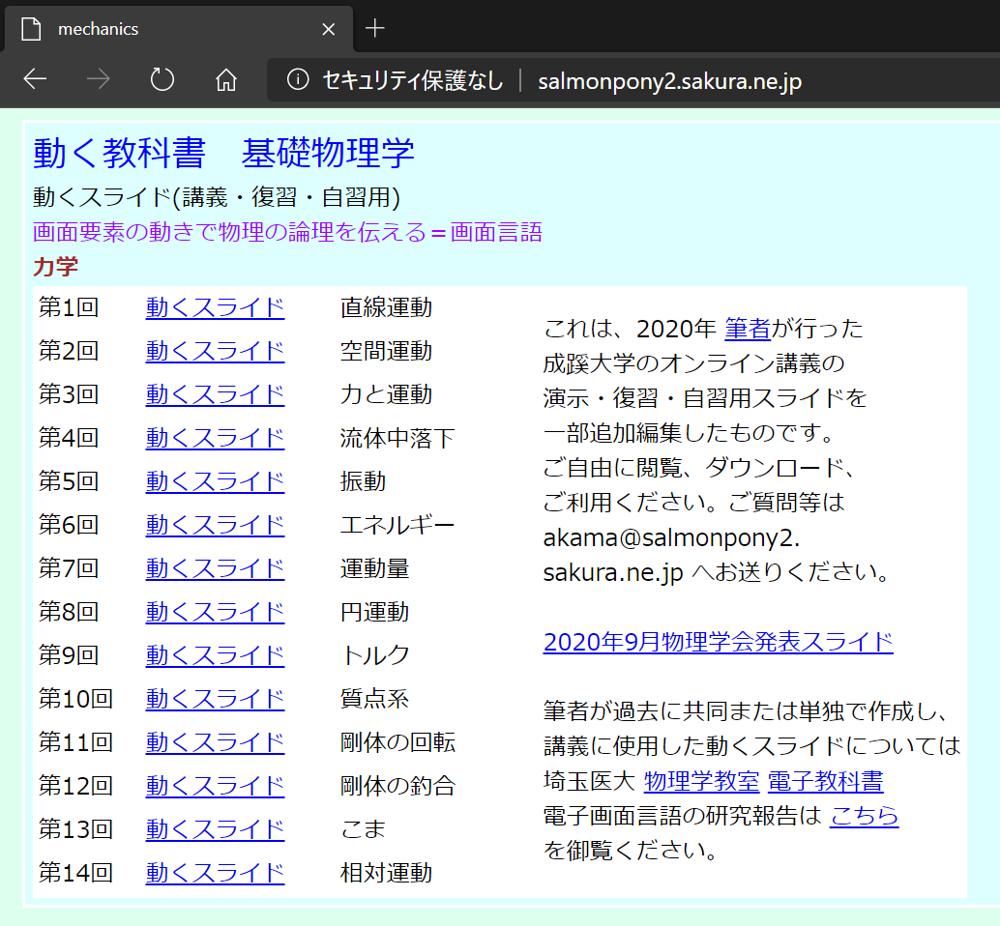 mechanics
セキュリティ保護なし
salmonpony2.sakura.ne.jp
動く教科書　基礎物理学
動くスライド(講義・復習・自習用)
画面要素の動きで物理の論理を伝える＝画面言語
力学
第1回 動くスライド 直線運動
第2回 動くスライド 空間運動
第3回 動くスライド 力と運動
第4回 動くスライド 流体中落下
第5回 動くスライド 振動
第6回 動くスライド エネルギー
第7回 動くスライド 運動量
第8回 動くスライド 円運動
第9回 動くスライド トルク
第10回 動くスライド 質点系
第11回 動くスライド 剛体の回転
第12回 動くスライド 剛体の釣合
第13回 動くスライド こま
第14回 動くスライド 相対運動
これは、2020年 筆者が行った
成蹊大学のオンライン講義の
演示・復習・自習用スライドを
一部追加編集したものです。
ご自由に閲覧、ダウンロード、
ご利用ください。ご質問等は
akama@salmonpony2.
sakura.ne.jp へお送りください。
2020年9月物理学会発表スライド
筆者が過去に共同または単独で作成し、
講義に使用した動くスライドについては
埼玉医大 物理学教室 電子教科書
電子画面言語の研究報告は こちら
を御覧ください。